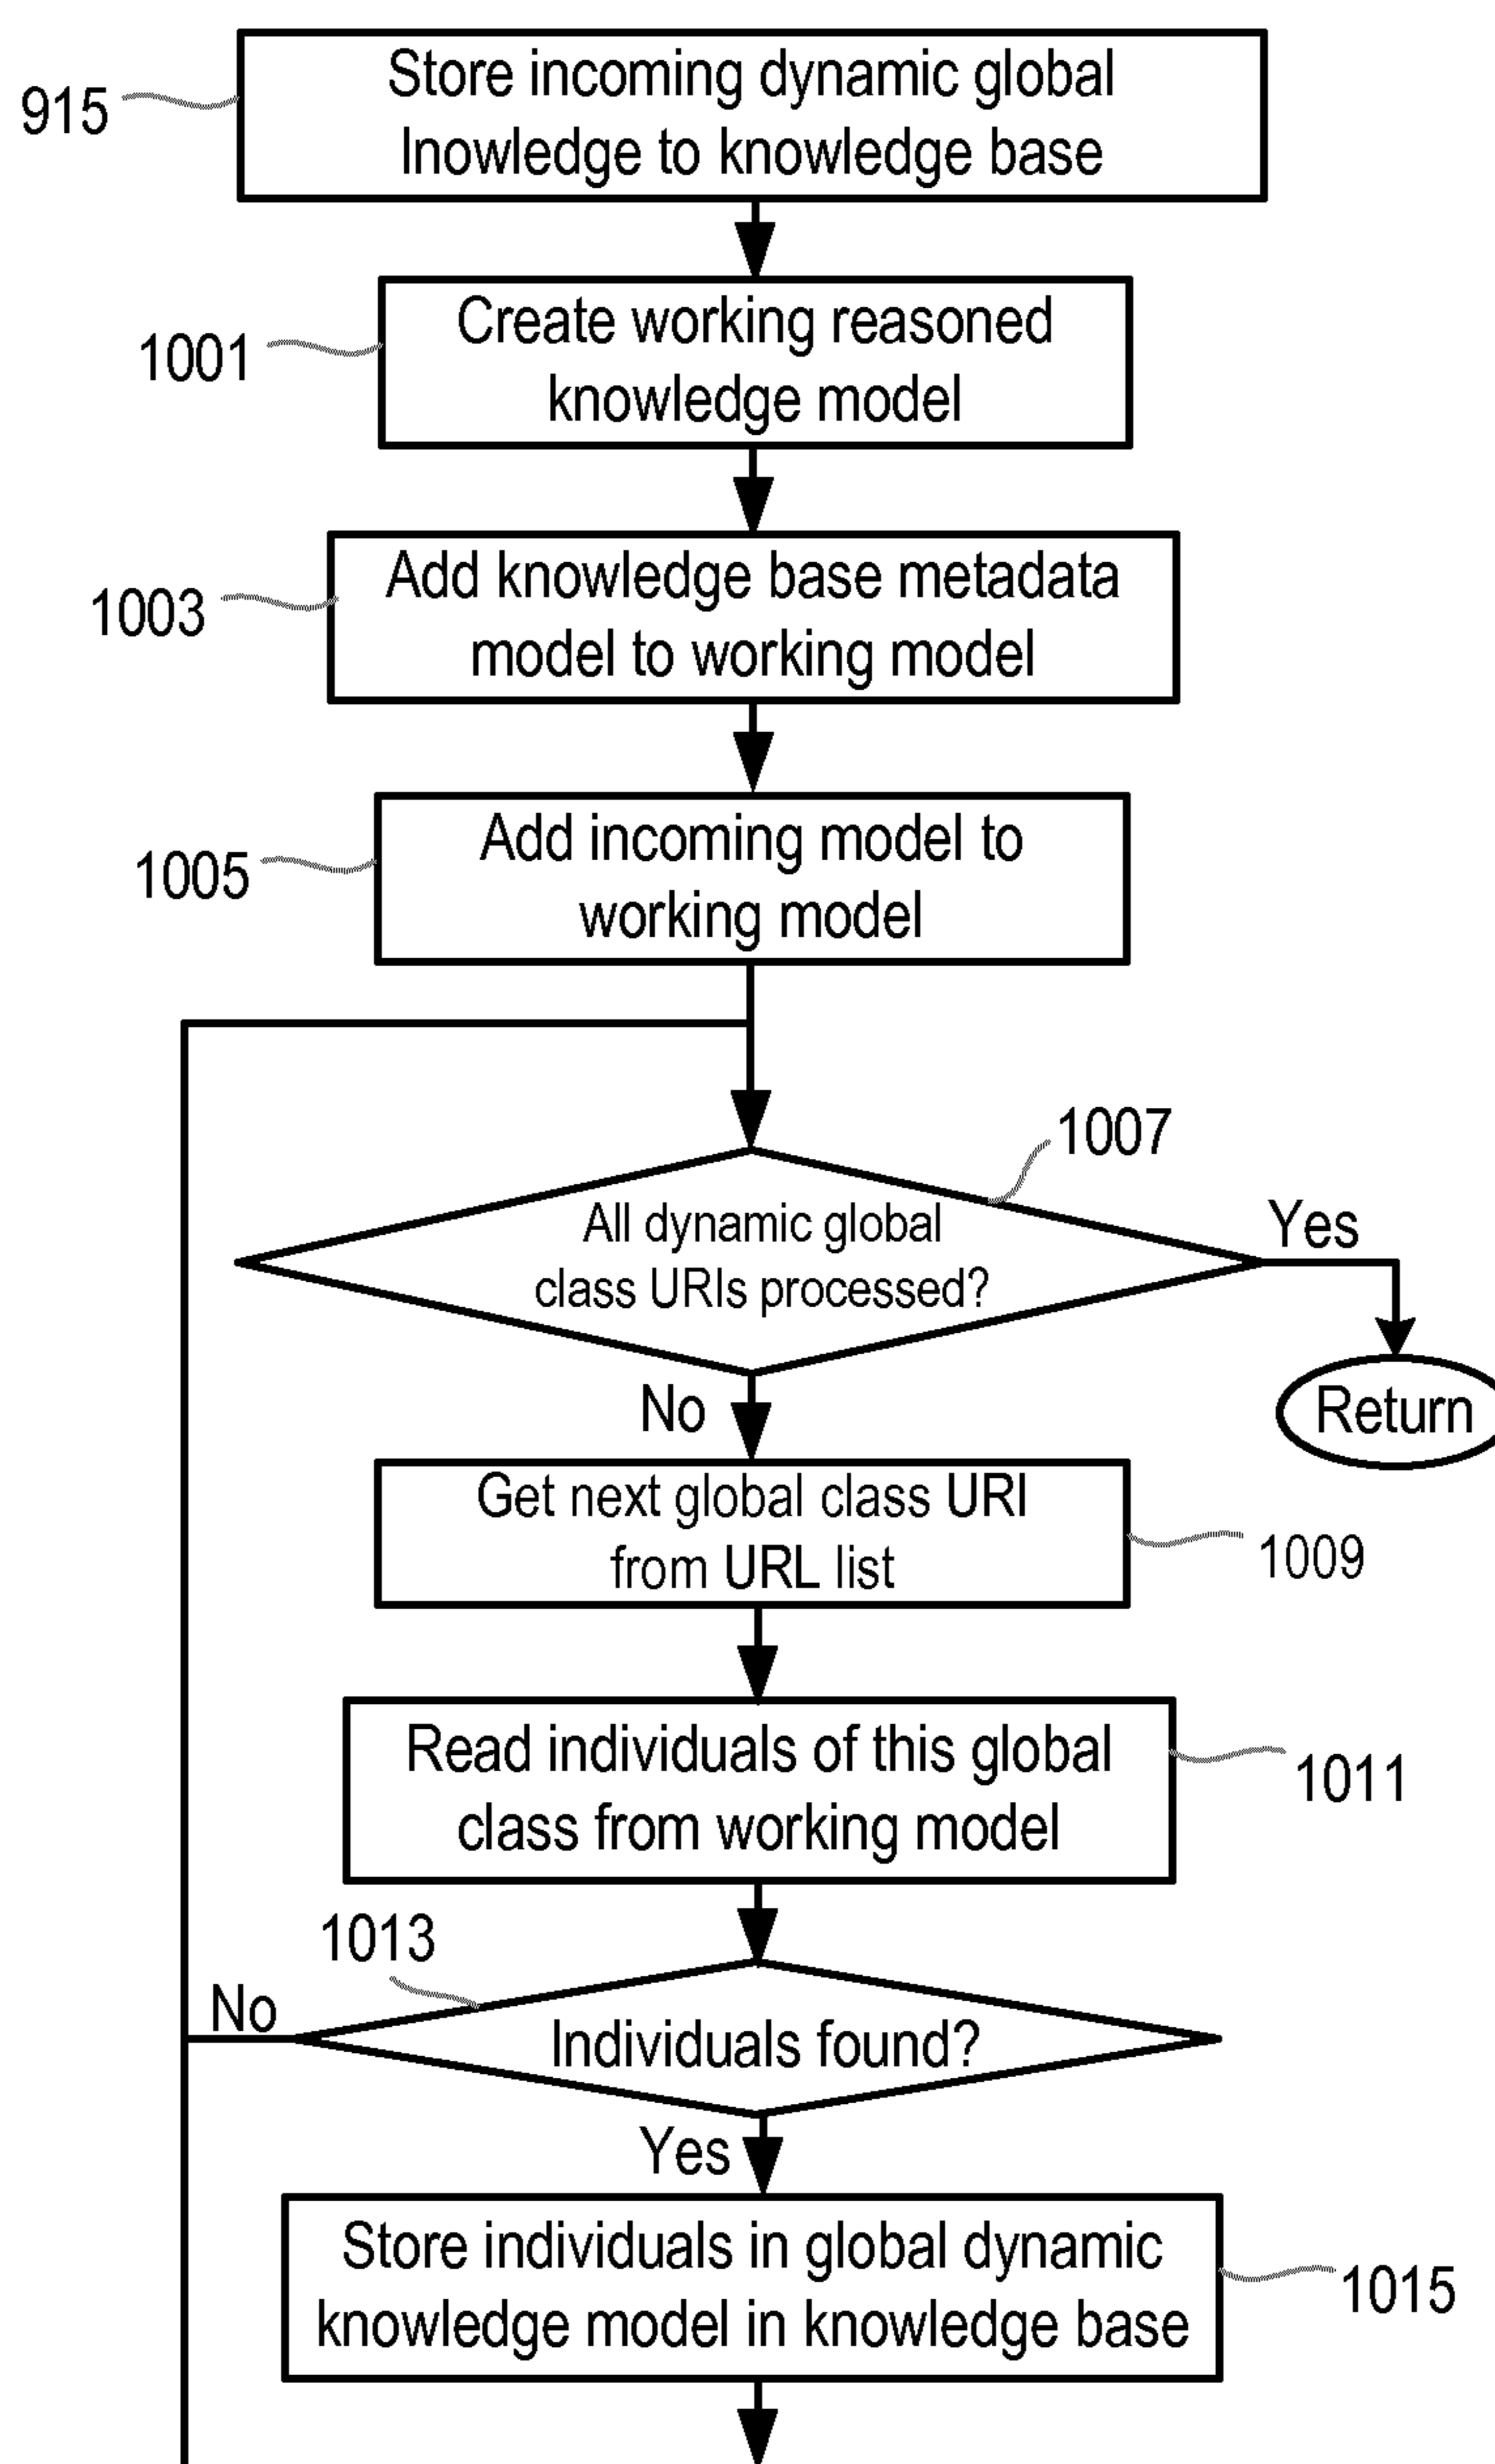 915
Store incoming dynamic global
lnowledge to knowledge base
1001
Create working reasoned
knowledge model
1003
Add knowledge base metadata
model to working model
1005
Add incoming model to
working model
1007
All dynamic global
class URIs processed?
Yes
Return
No
Get next global class URI
from URL list
1009
Read individuals of this global
class from working model
1011
1013
No
Individuals found?
Yes
Store individuals in global dynamic
knowledge model in knowledge base
1015